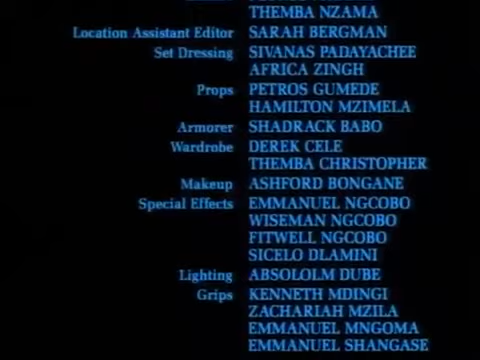 THEMBA NZAMA
Location Assistant Editor SARAH BERGMAN
Set Dressing SIVANAS PADAYACHEE
AFRICA ZINGH
Props PETROS GUMEDE
HAMILTON MZIMELA
Armorer SHADRACK BABO
Wardrobe DEREK CELE
THEMBA CHRISTOPHER
Makeup ASHFORD BONGANE
Special Effects EMMANUEL NGCOBO
WISEMAN NGCOBO
FITWELL NGCOBO
SICELO DLAMINI
Lighting ABSOLOLM DUBE
Grips KENNETH MDINGI
ZACHARIAH MZILA
EMMANUEL MNGOMA
EMMANUEL SHANGASE